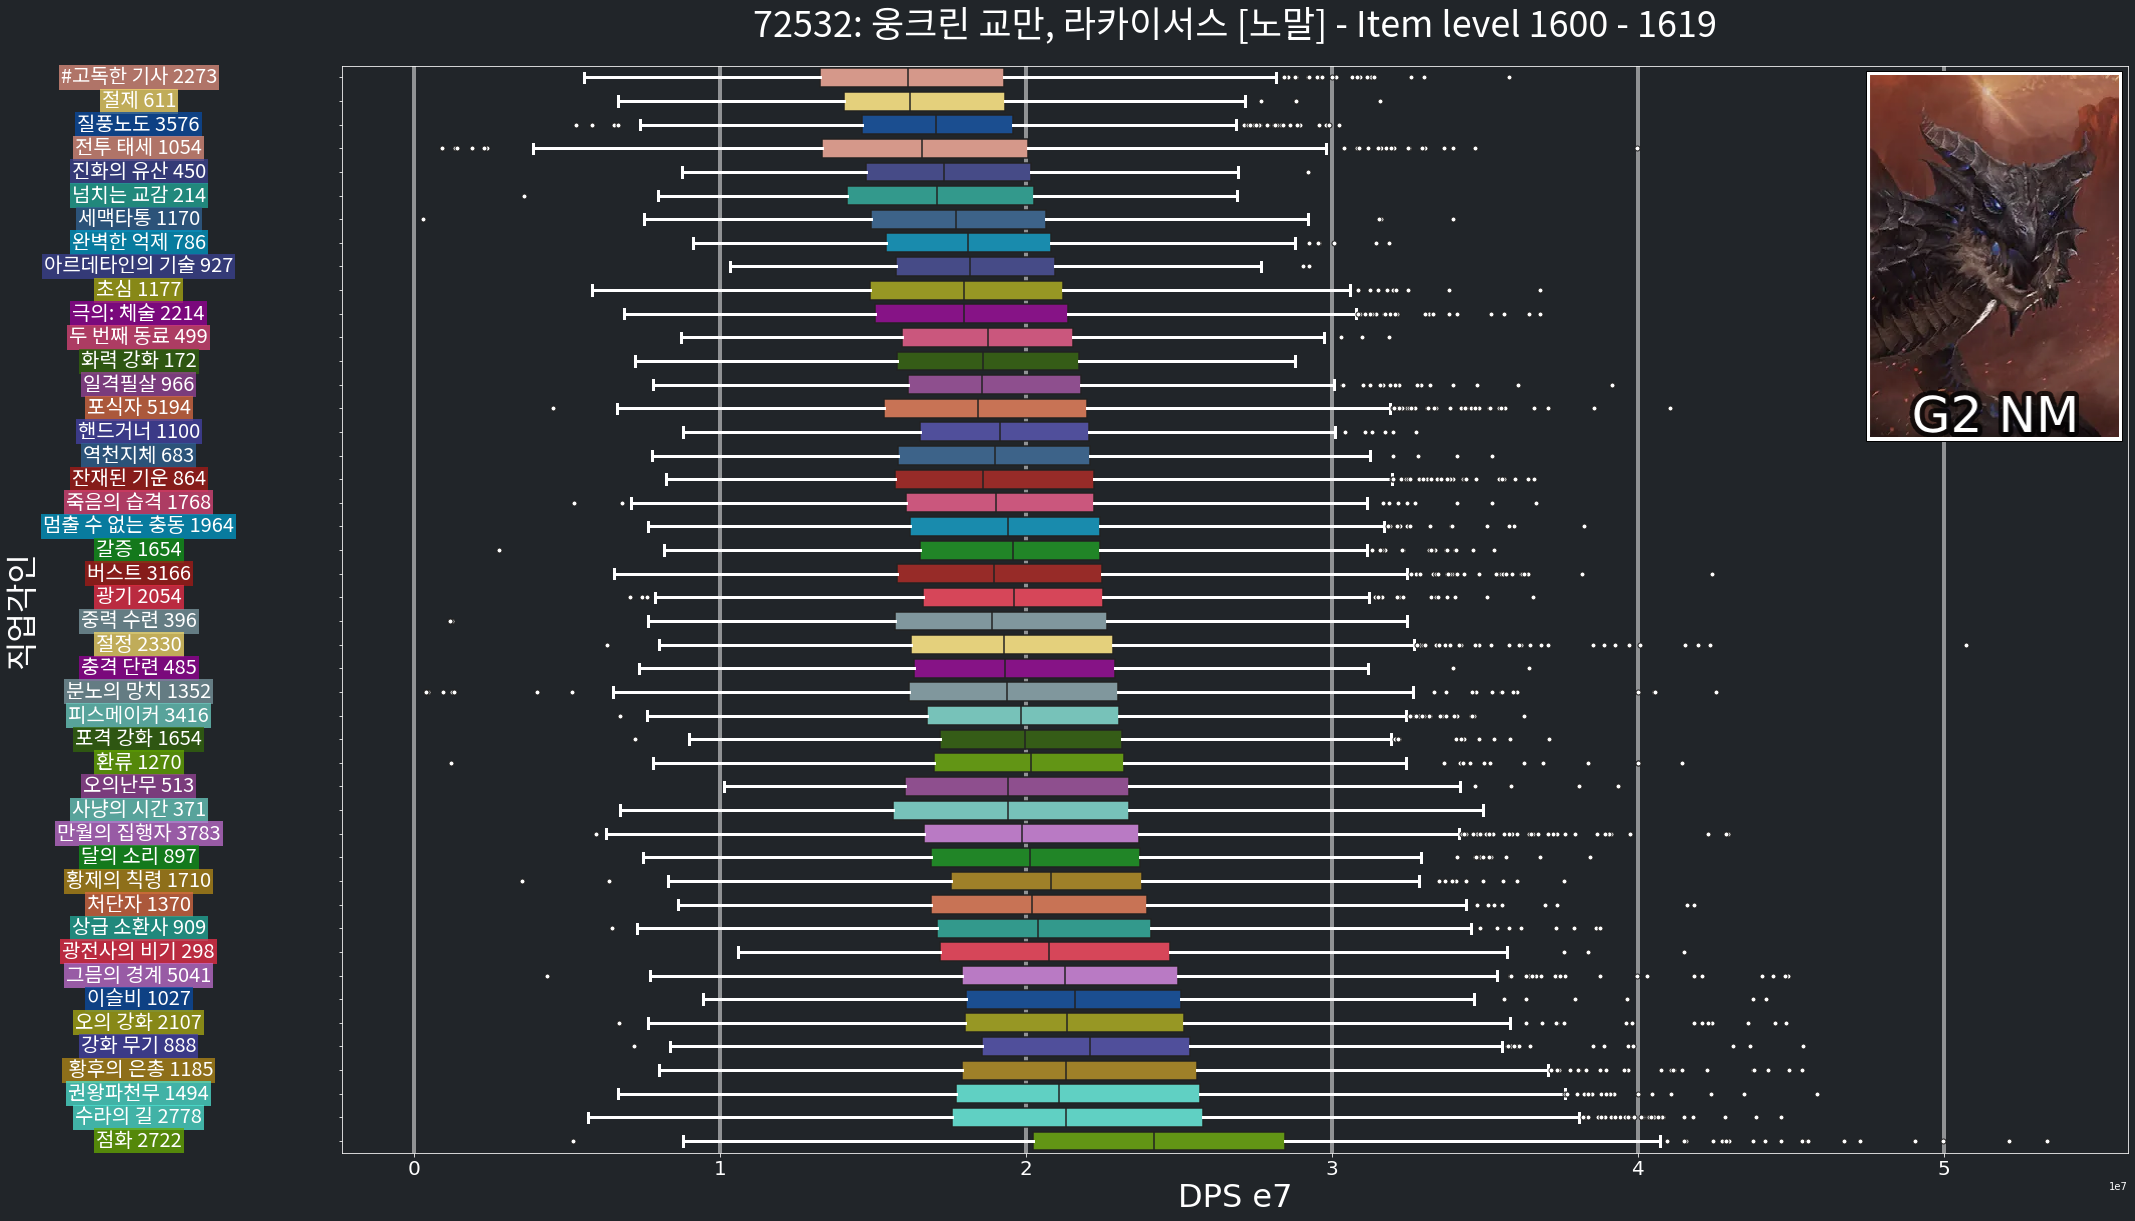 72532: 웅크린 교만, 라카이서스 [노말] - Item level 1600 - 1619
#고독한 기사 2273
절제 611
질풍노도 3576
전투 태세 1054
진화의 유산 450
넘치는 교감 214
세맥타통 1170
완벽한 억제 786
아르데타인의 기술 927
초심 1177
극의: 체술 2214
두 번째 동료 499
화력 강화 172
일격필살 966
포식자 5194
핸드거너 1100
역천지체 683
잔재된 기운 864
죽음의 습격 1768
멈출 수 없는 충동 1964
갈증 1654
버스트 3166
광기 2054
중력 수련 396
절정 2330
충격 단련 485
분노의 망치 1352
피스메이커 3416
포격 강화 1654
환류 1270
오의난무 513
사냥의 시간 371
만월의 집행자 3783
달의 소리 897
황제의 칙령 1710
처단자 1370
상급 소환사 909
광전사의 비기 298
그믐의 경계 5041
이슬비 1027
오의 강화 2107
강화 무기 888
황후의 은총 1185
권왕파천무 1494
수라의 길 2778
점화 2722
직업각인
G2 NM
0 1 2 3 4 5
DPS e7
1e7